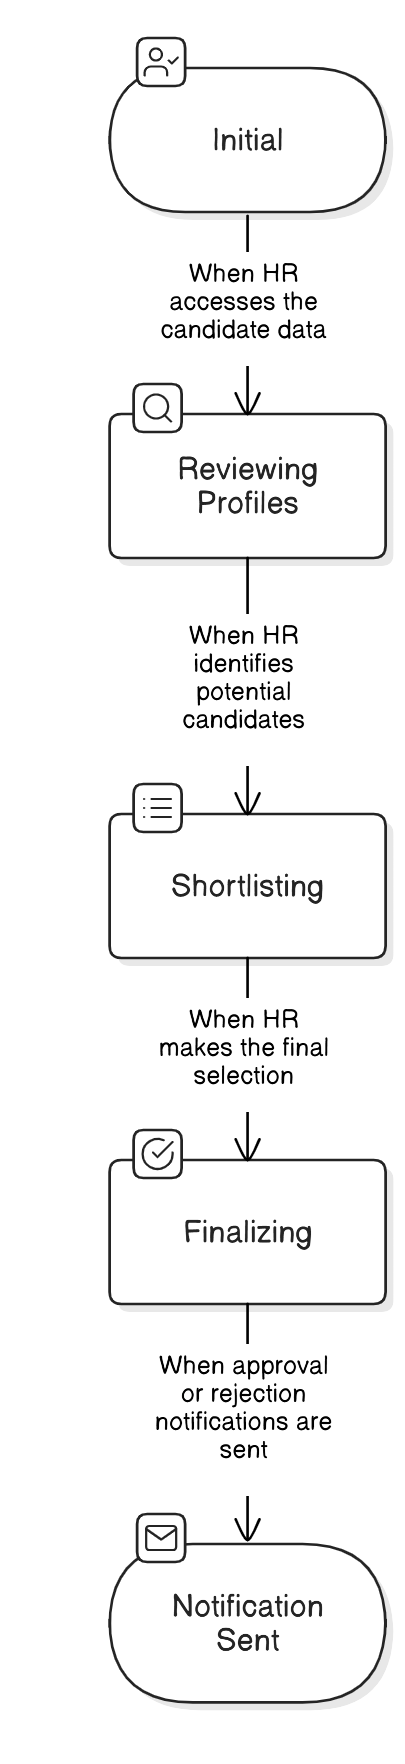 Initial
When HR
accesses the
candidate data
Reviewing
Profiles
When HR
identifies
potential
candidates
Shortlisting
When HR
makes the final
selection
Finalizing
When approval
or rejection
notifications are
sent
Notification
Sent